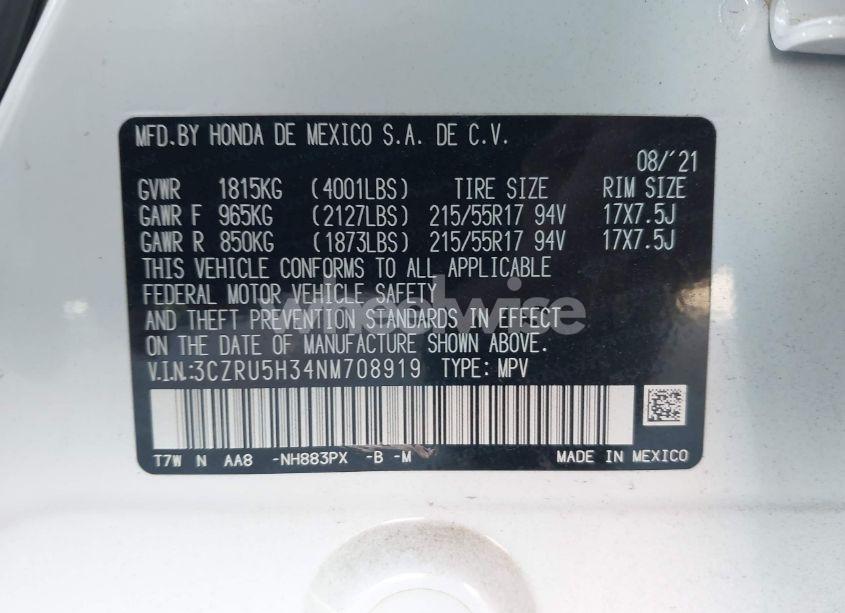 MFD.BY HONDA DE MEXICO S.A. DE C.V.
08/'21
GVWR 1815KG (4001LBS) TIRE SIZE RIM SIZE
GAWR F 965KG (2127LBS) 215/55R17 94V 17X7.5J
GAWR R 850KG (1873LBS) 215/55R17 94V 17X7.5J
THIS VEHICLE CONFORMS TO ALL APPLICABLE
FEDERAL MOTOR VEHICLE SAFETY
AND THEFT PREVENTION STANDARDS IN EFFECT
ON THE DATE OF MANUFACTURE SHOWN ABOVE.
V.I.N.:3CZRU5H34NM708919 TYPE: MPV
T7W N AA8 -NH883PX -B -M
MADE IN MEXICO
wheelwise